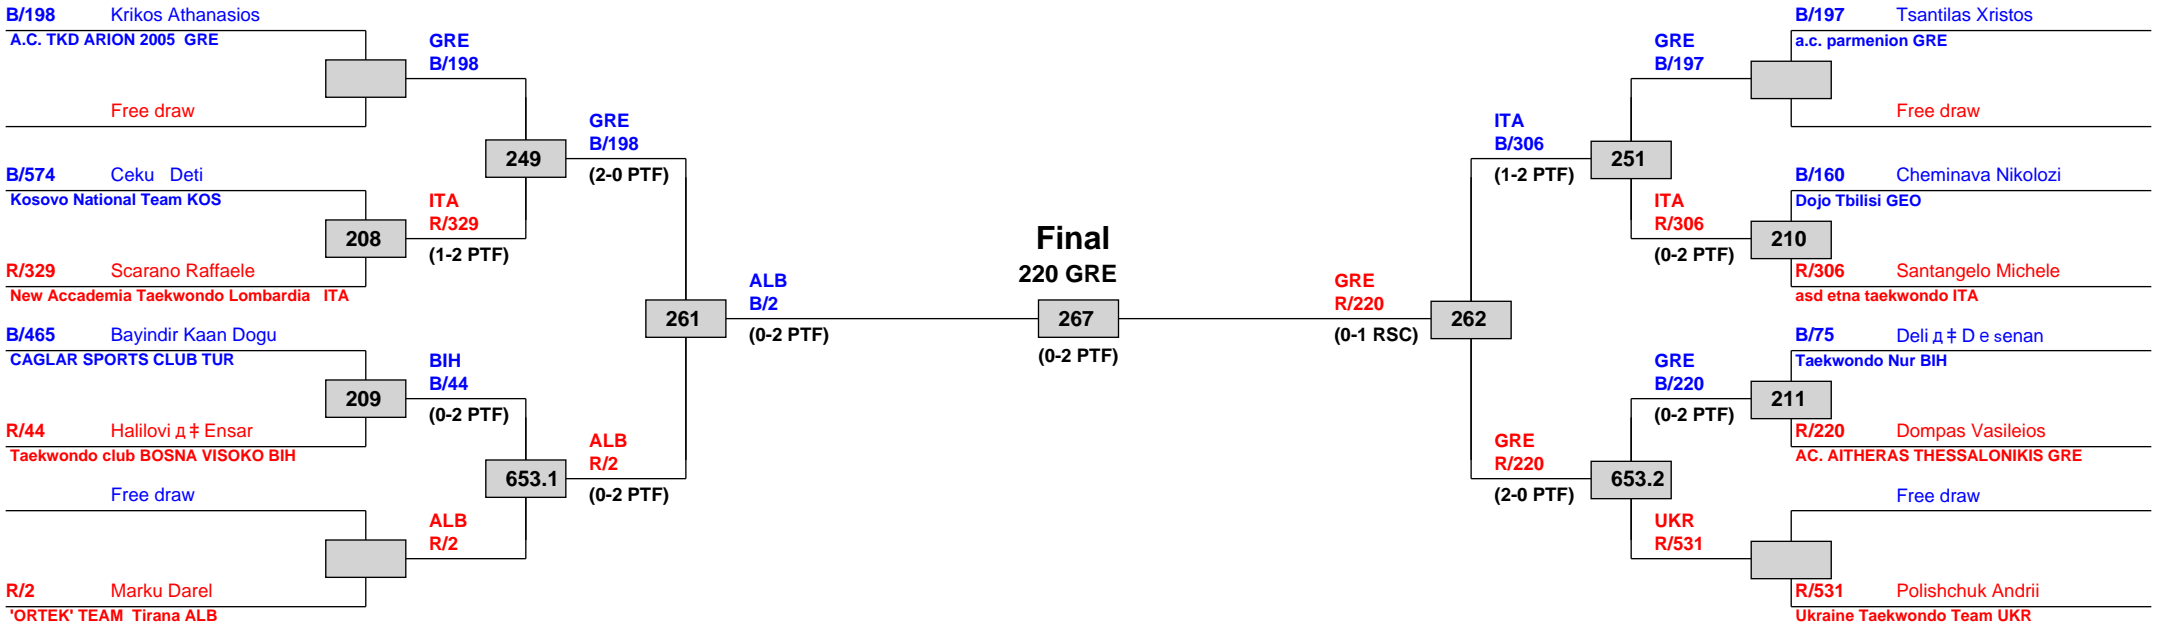 B/198 Krikos Athanasios
A.C. TKD ARION 2005 GRE
GRE
B/198
Free draw
249
GRE
B/198
(2-0 PTF)
B/574 Ceku Deti
Kosovo National Team KOS
208
ITA
R/329
(1-2 PTF)
R/329 Scarano Raffaele
New Accademia Taekwondo Lombardia ITA
261
ALB
B/2
(0-2 PTF)
B/465 Bayindir Kaan Dogu
CAGLAR SPORTS CLUB TUR
209
BIH
B/44
(0-2 PTF)
R/44 Halilovi д ‡ Ensar
Taekwondo club BOSNA VISOKO BIH
653.1
ALB
R/2
(0-2 PTF)
Free draw
ALB
R/2
R/2 Marku Darel
'ORTEK' TEAM Tirana ALB
Final
220 GRE
267
(0-2 PTF)
B/197 Tsantilas Xristos
a.c. parmenion GRE
GRE
B/197
Free draw
251
ITA
B/306
(1-2 PTF)
B/160 Cheminava Nikolozi
Dojo Tbilisi GEO
210
ITA
R/306
(0-2 PTF)
R/306 Santangelo Michele
asd etna taekwondo ITA
262
GRE
R/220
(0-1 RSC)
B/75 Deli д ‡ D e senan
Taekwondo Nur BIH
211
GRE
B/220
(0-2 PTF)
R/220 Dompas Vasileios
AC. AITHERAS THESSALONIKIS GRE
653.2
GRE
R/220
(2-0 PTF)
Free draw
UKR
R/531
R/531 Polishchuk Andrii
Ukraine Taekwondo Team UKR